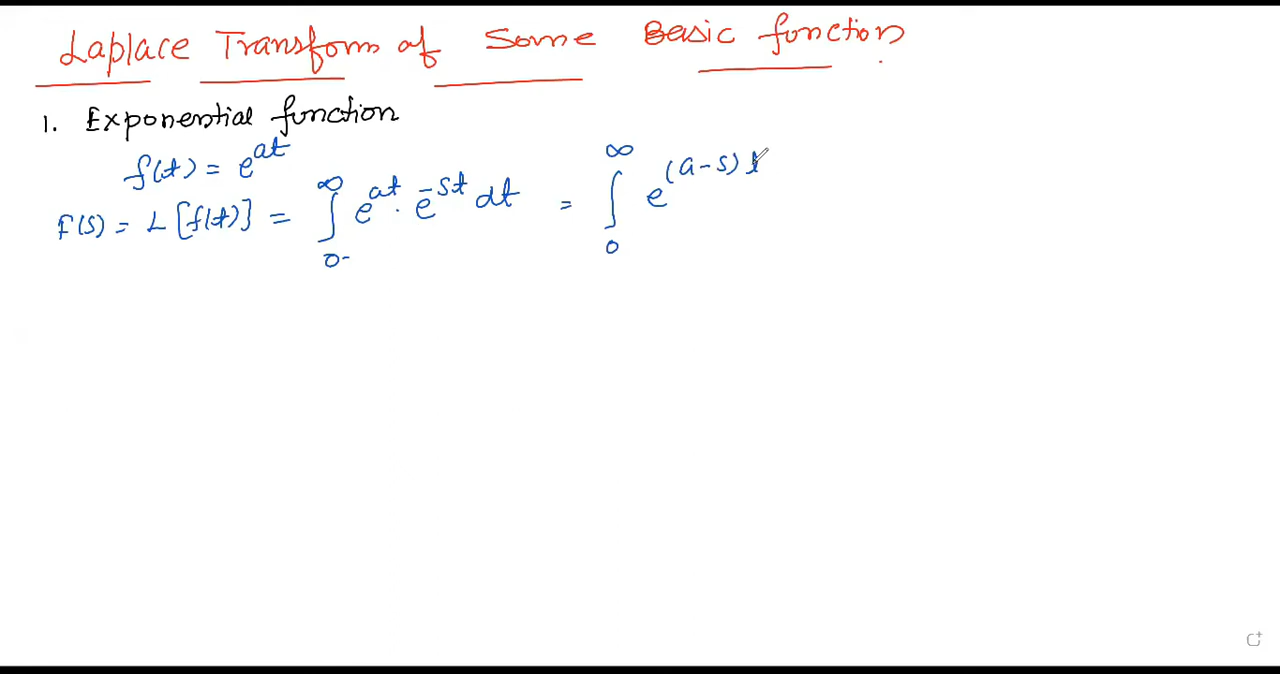 Laplace Transform of Some Basic function
1. Exponential function
f(t) = e^{at}
F(s) = L[f(t)] = ∫_{0-}^{∞} e^{at} . e^{-st} dt = ∫_{0}^{∞} e^{(a-s)t}